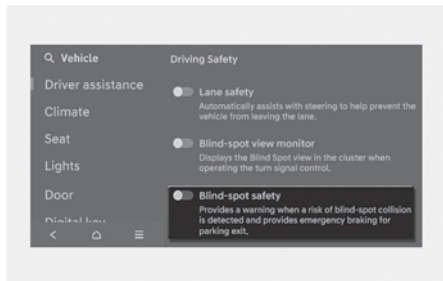 Vehicle
Driving Safety
Driver assistance
Lane safety
Automatically assists with steering to help prevent the
vehicle from leaving the lane.
Climate
Seat
Blind-spot view monitor
Displays the Blind Spot view in the cluster when
operating the turn signal control.
Lights
Door
Blind-spot safety
Provides a warning when a risk of blind-spot collision
is detected and provides emergency braking for
parking exit.
Digital key